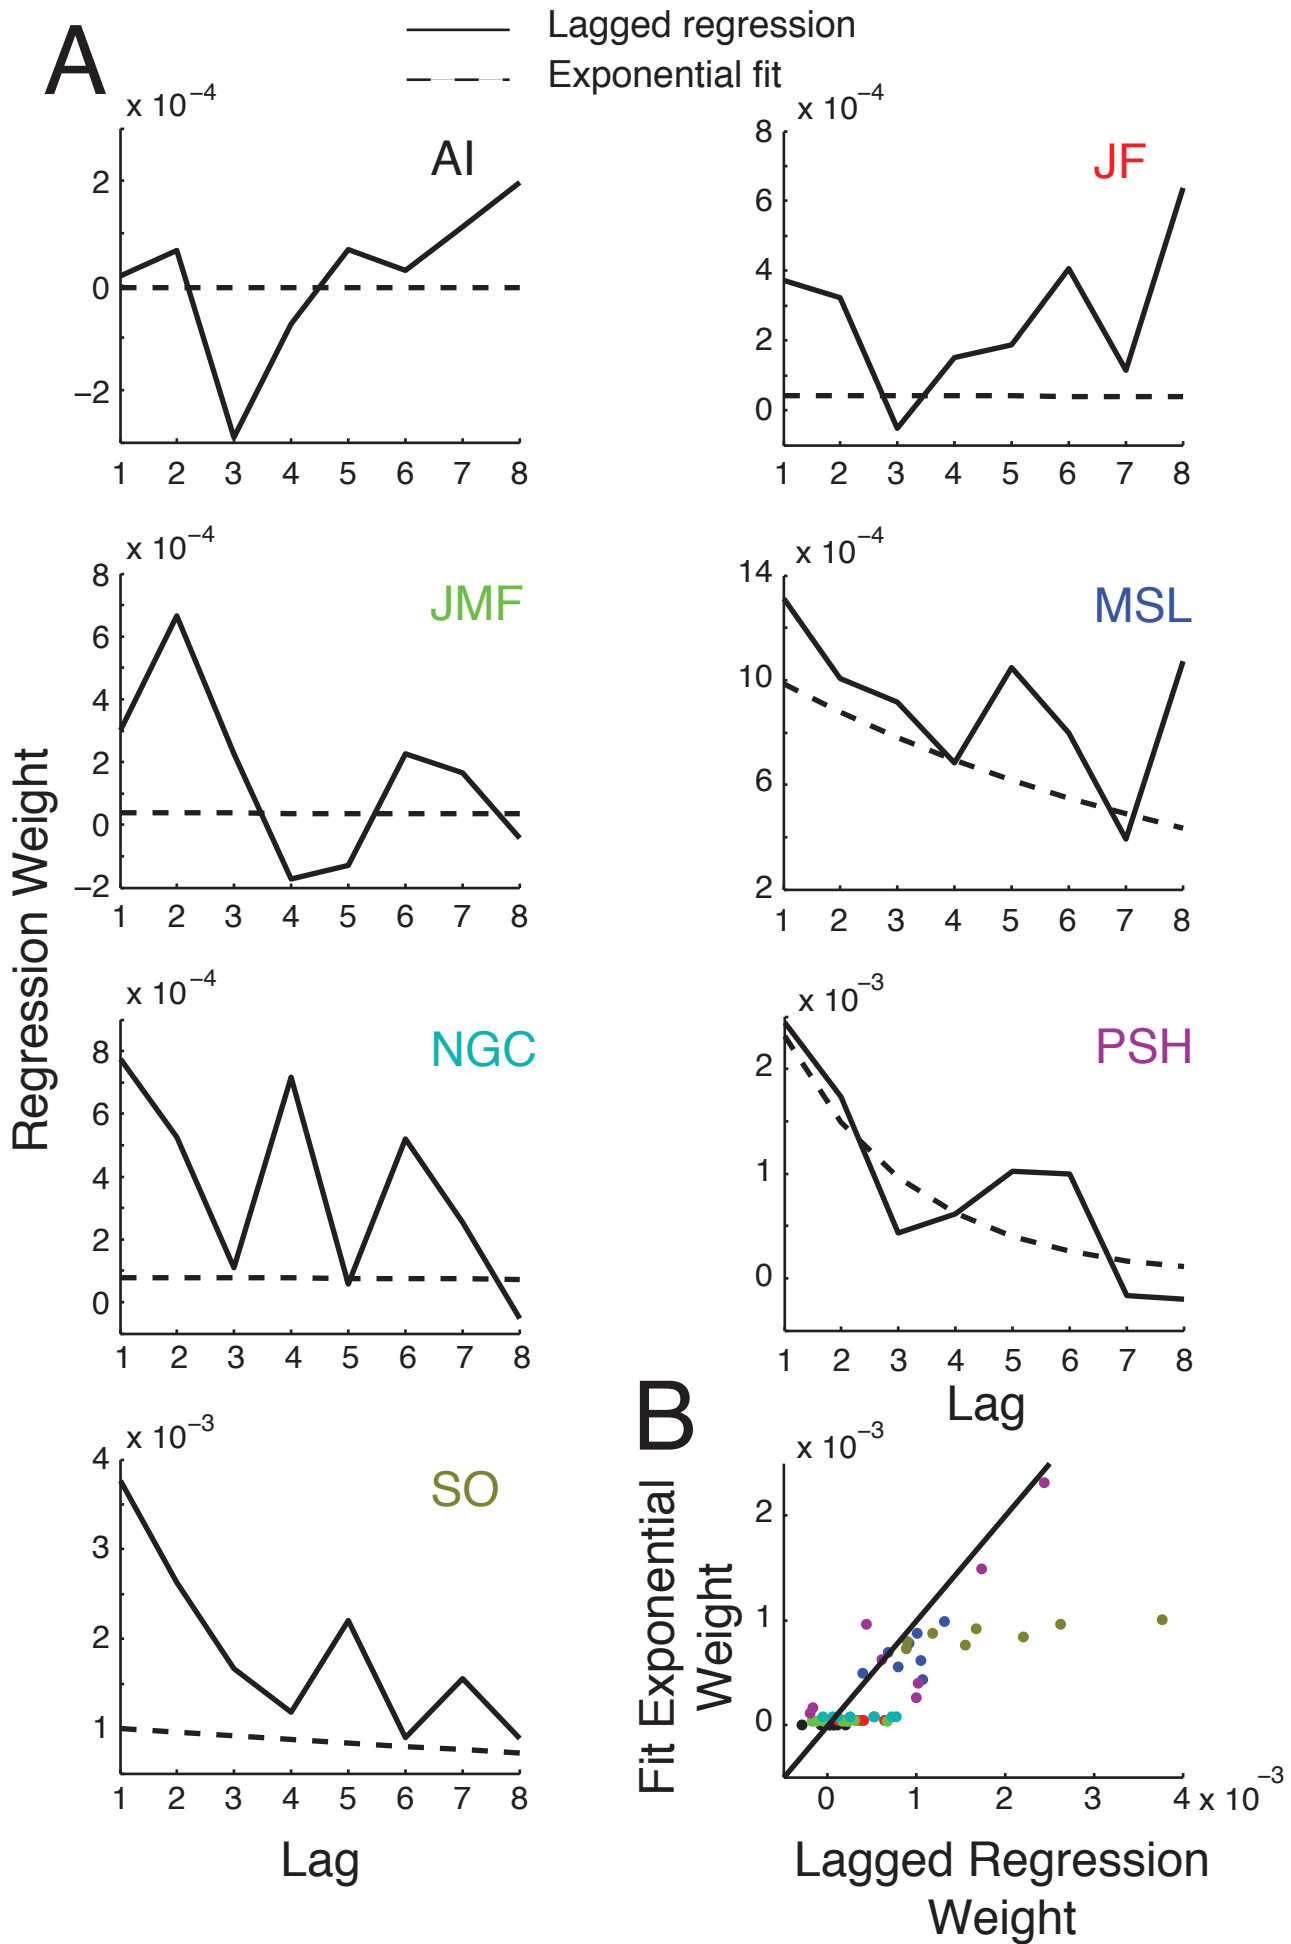 A
Lagged regression
Exponential fit
x 10−4
AI
2
0
−2
1 2 3 4 5 6 7 8
x 10−4
JF
8
6
4
2
0
1 2 3 4 5 6 7 8
Regression Weight
x 10−4
JMF
8
6
4
2
0
−2
1 2 3 4 5 6 7 8
x 10−4
MSL
14
10
6
2
1 2 3 4 5 6 7 8
x 10−4
NGC
8
6
4
2
0
1 2 3 4 5 6 7 8
x 10−3
PSH
2
1
0
1 2 3 4 5 6 7 8
Lag
x 10−3
SO
4
3
2
1
1 2 3 4 5 6 7 8
Lag
B
x 10−3
Fit Exponential
Weight
2
1
0
0 1 2 3 4 x 10−3
Lagged Regression
Weight